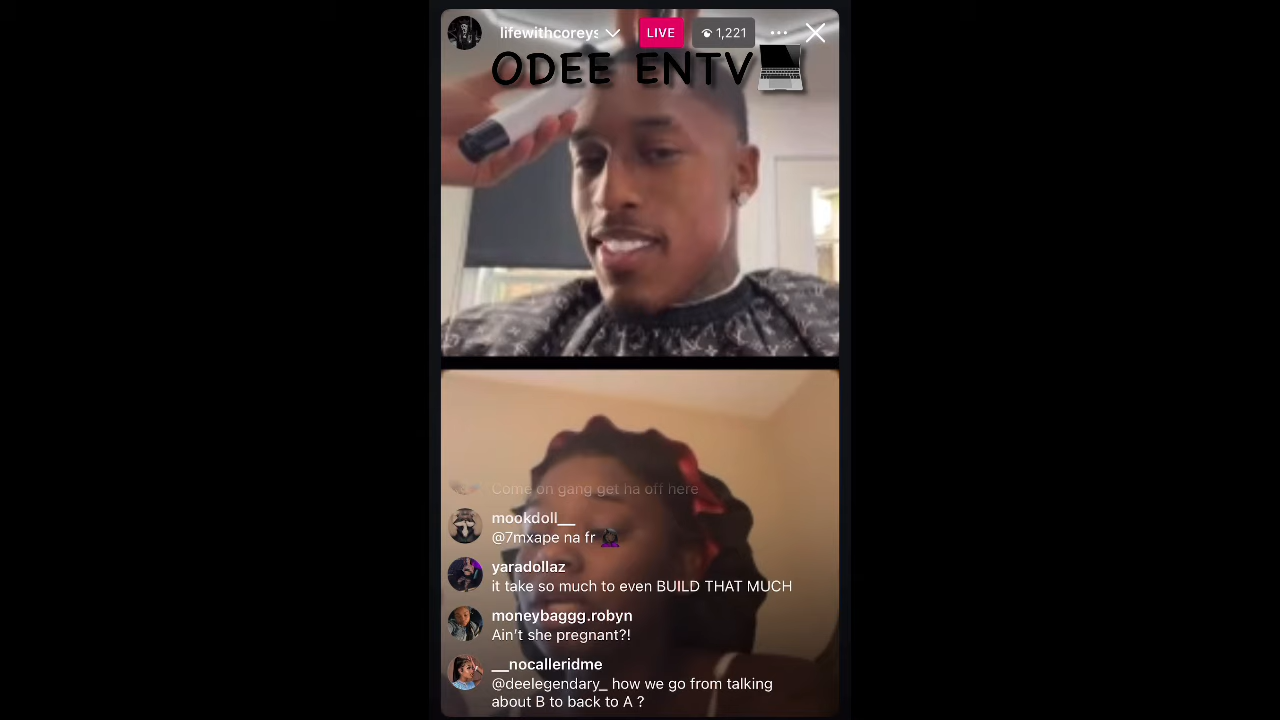 lifewithcoreys
LIVE
1,221
ODEE ENTV
Come on gang get ha off here
mookdoll__
@7mxape na fr
yaradollaz
it take so much to even BUILD THAT MUCH
moneybaggg.robyn
Ain't she pregnant?!
__nocalleridme
@deelegendary_ how we go from talking
about B to back to A ?